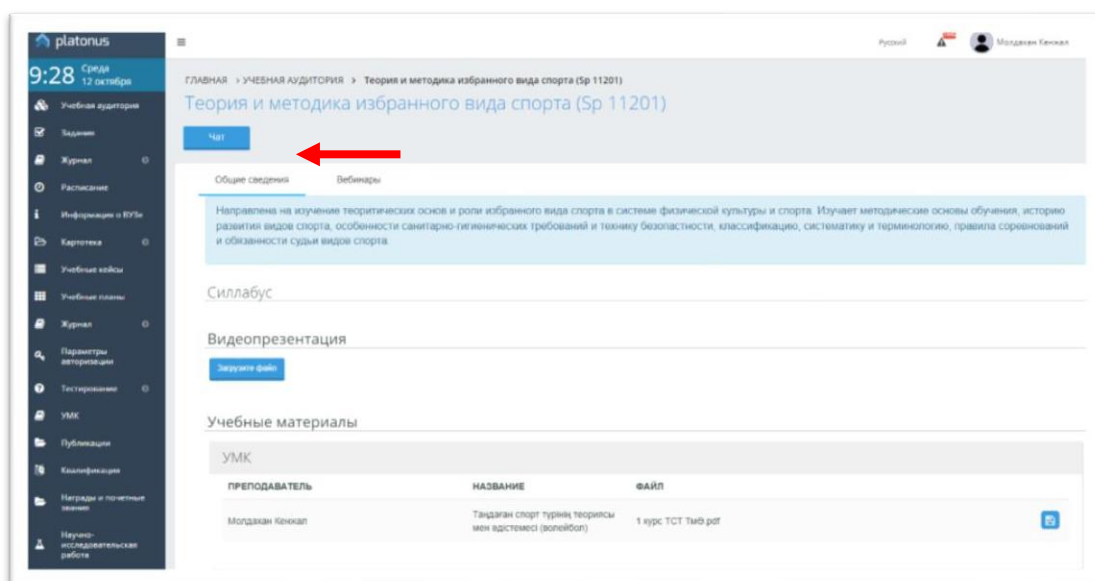 platonus
Русский
Молдахан Кенжал
9:28 Среда
12 октября
ГЛАВНАЯ > УЧЕБНАЯ АУДИТОРИЯ > Теория и методика избранного вида спорта (Sp 11201)
Теория и методика избранного вида спорта (Sp 11201)
Чат
Общие сведения Вебинары
Направлена на изучение теоритических основ и роли избранного вида спорта в системе физической культуры и спорта. Изучает методические основы обучения, историю
развития видов спорта, особенности санитарно-гигиенических требований и технику безопастности, классификацию, систематику и терминологию, правила соревнований
и обязанности судьи видов спорта.
Силлабус
Видеопрезентация
Загрузите файл
Учебные материалы
УМК
ПРЕПОДАВАТЕЛЬ НАЗВАНИЕ ФАЙЛ
Молдахан Кенжал
Таңдаған спорт түрінің теориясы
мен әдістемесі (волейбол)
1 курс ТСТ ТмӘ.pdf
Учебная аудитория
Задания
Журнал
Расписание
Информация о ВУЗе
Картотека
Учебные кейсы
Учебные планы
Журнал
Параметры
авторизации
Тестирование
УМК
Публикации
Квалификация
Награды и почетные
звания
Научно-
исследовательская
работа